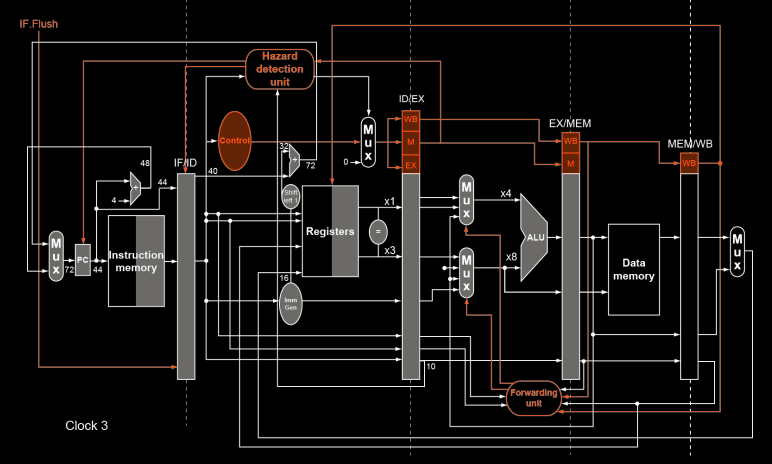 IF.Flush
Hazard
detection
unit
ID/EX
WB
EX/MEM
Control
Mux
M
WB
MEM/WB
IF/ID
40
32
72
0
EX
M
WB
48
4
44
Shift
left 1
Mux
PC
72
44
Instruction
memory
Registers
x1
=
x3
Mux
x4
ALU
Mux
x8
Data
memory
Mux
16
Imm
Gen
10
Forwarding
unit
Clock 3